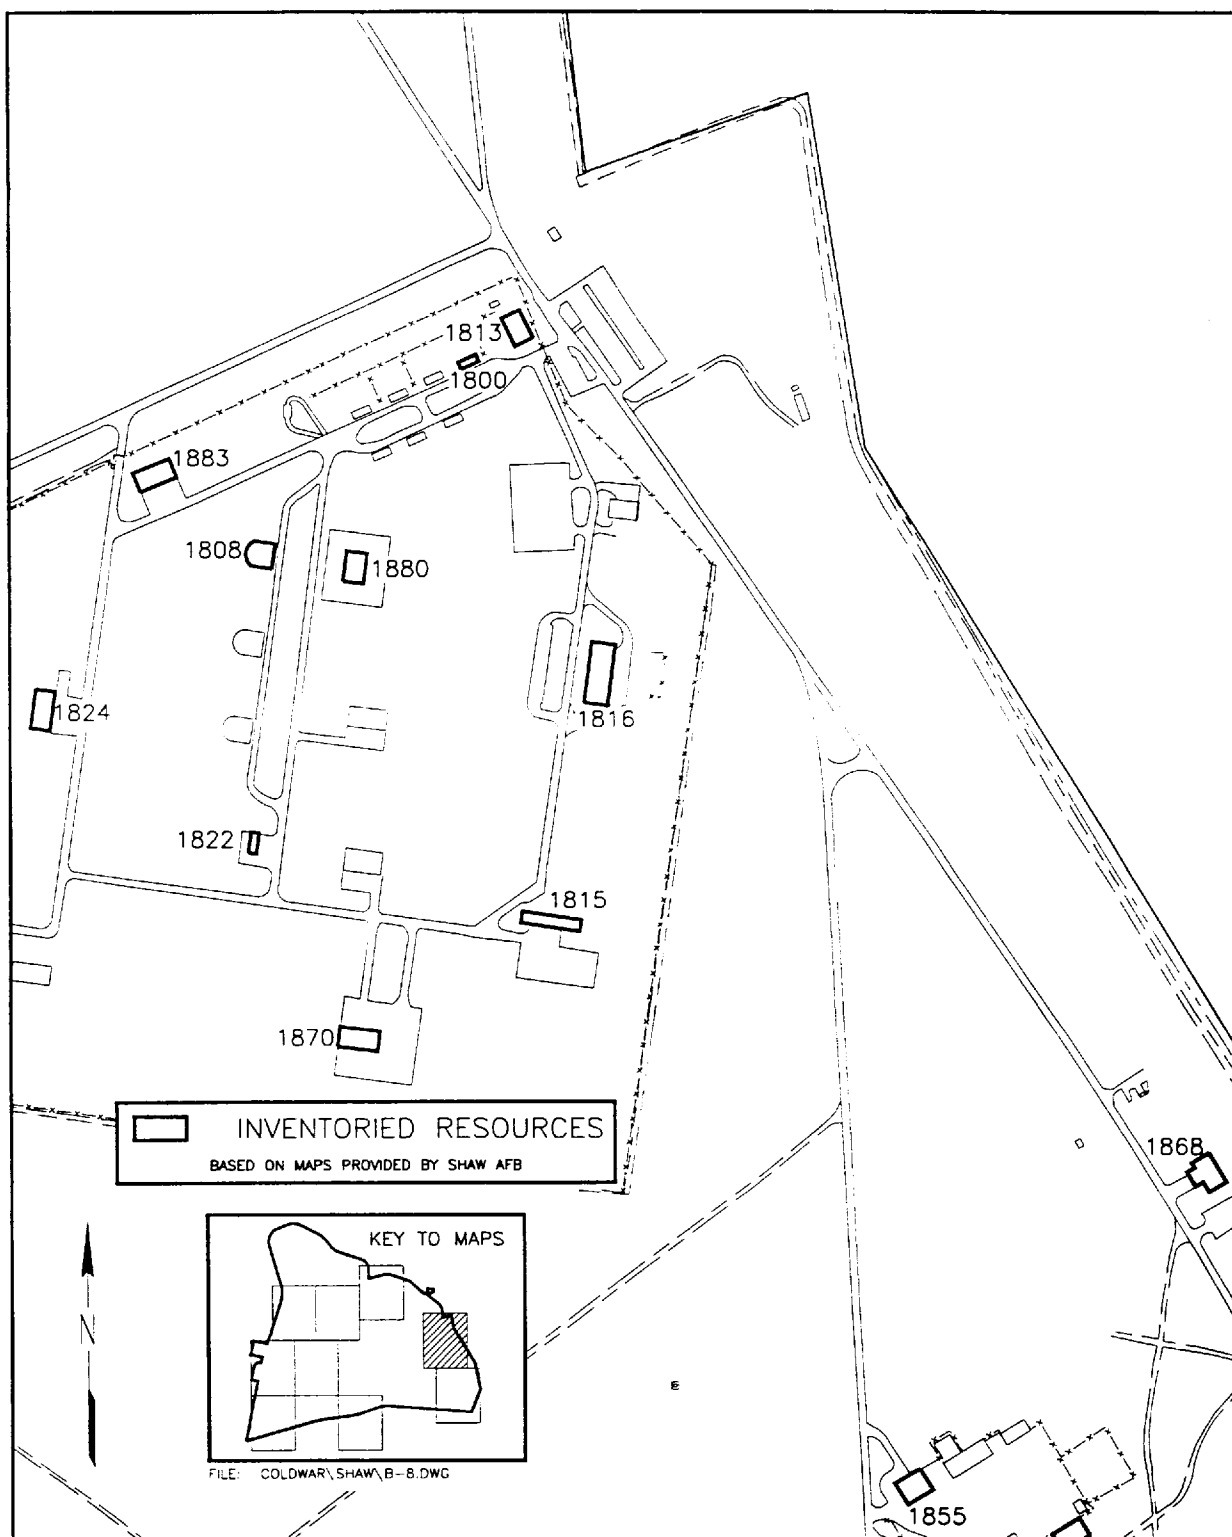 1813
1800
1883
1808
1880
1824
1816
1822
1815
1870
INVENTORIED RESOURCES
BASED ON MAPS PROVIDED BY SHAW AFB
1868
KEY TO MAPS
N
FILE: COLDWAR\SHAW\B-8.DWG
1855